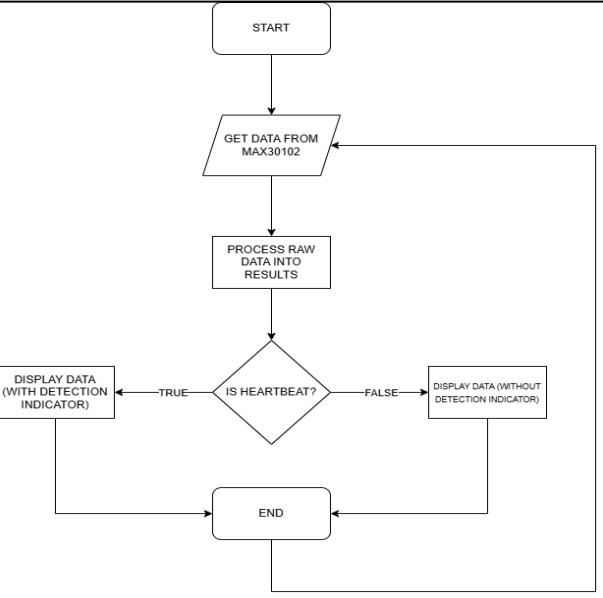 START
GET DATA FROM
MAX30102
PROCESS RAW
DATA INTO
RESULTS
IS HEARTBEAT?
TRUE
FALSE
DISPLAY DATA
(WITH DETECTION
INDICATOR)
DISPLAY DATA (WITHOUT
DETECTION INDICATOR)
END